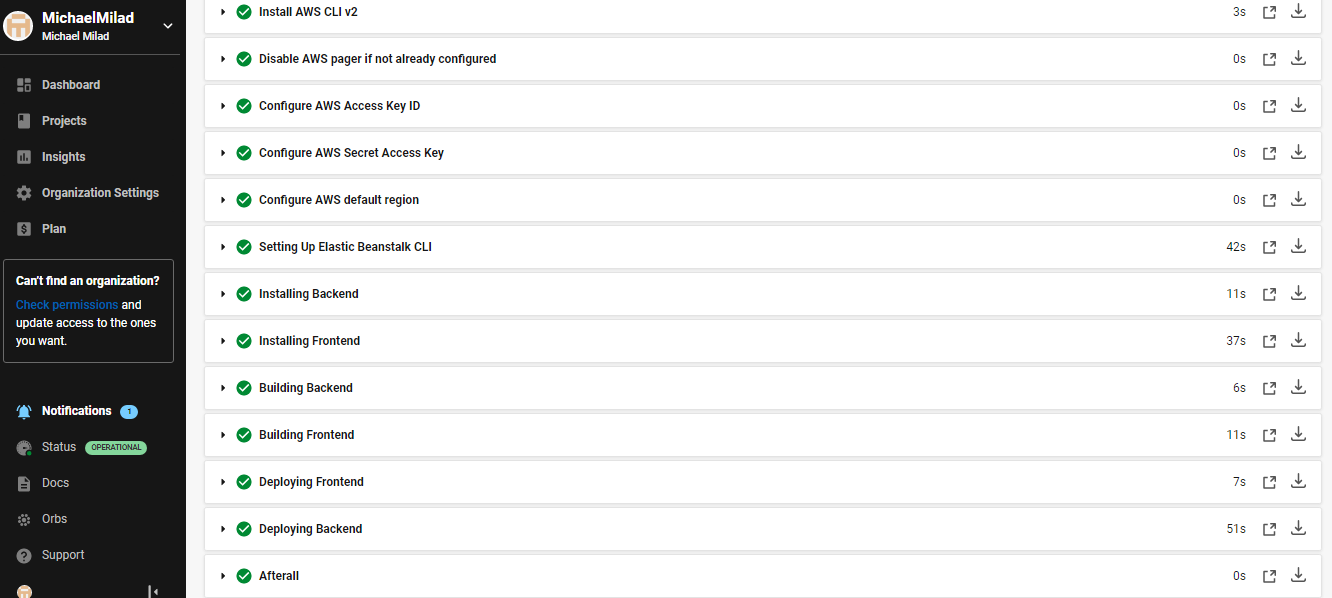 MichaelMilad
Michael Milad
Dashboard
Projects
Insights
Organization Settings
Plan
Can't find an organization?
Check permissions and
update access to the ones
you want.
Notifications 1
Status OPERATIONAL
Docs
Orbs
Support
Install AWS CLI v2 3s
Disable AWS pager if not already configured 0s
Configure AWS Access Key ID 0s
Configure AWS Secret Access Key 0s
Configure AWS default region 0s
Setting Up Elastic Beanstalk CLI 42s
Installing Backend 11s
Installing Frontend 37s
Building Backend 6s
Building Frontend 11s
Deploying Frontend 7s
Deploying Backend 51s
Afterall 0s